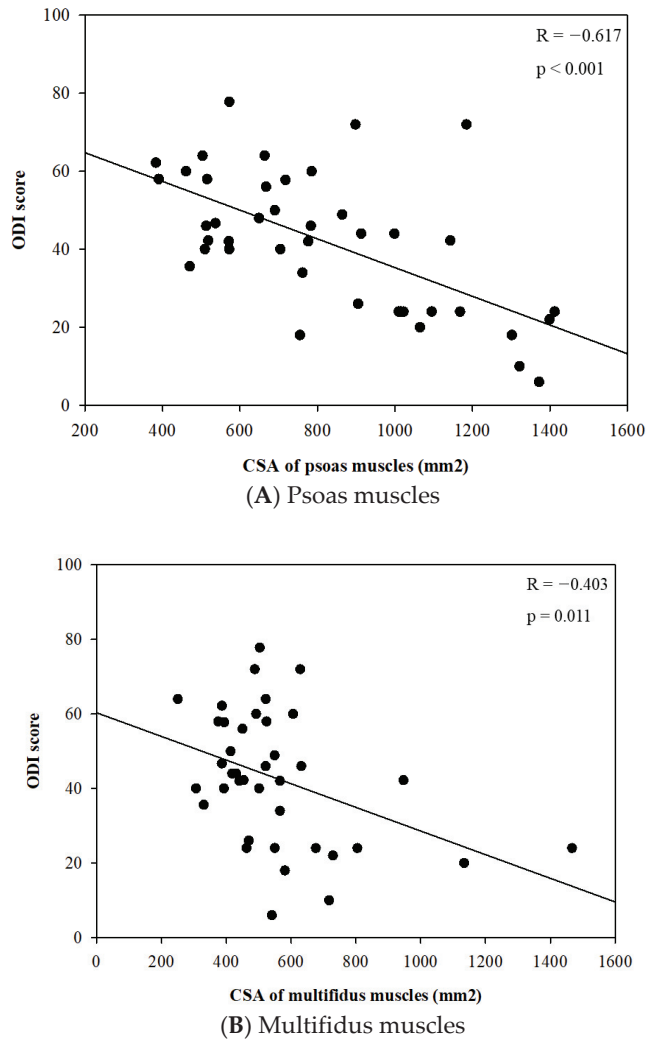 100
R = −0.617
p < 0.001
80
60
ODI score
40
20
0
200 400 600 800 1000 1200 1400 1600
CSA of psoas muscles (mm2)
(A) Psoas muscles
100
R = −0.403
p = 0.011
80
60
ODI score
40
20
0
0 200 400 600 800 1000 1200 1400 1600
CSA of multifidus muscles (mm2)
(B) Multifidus muscles